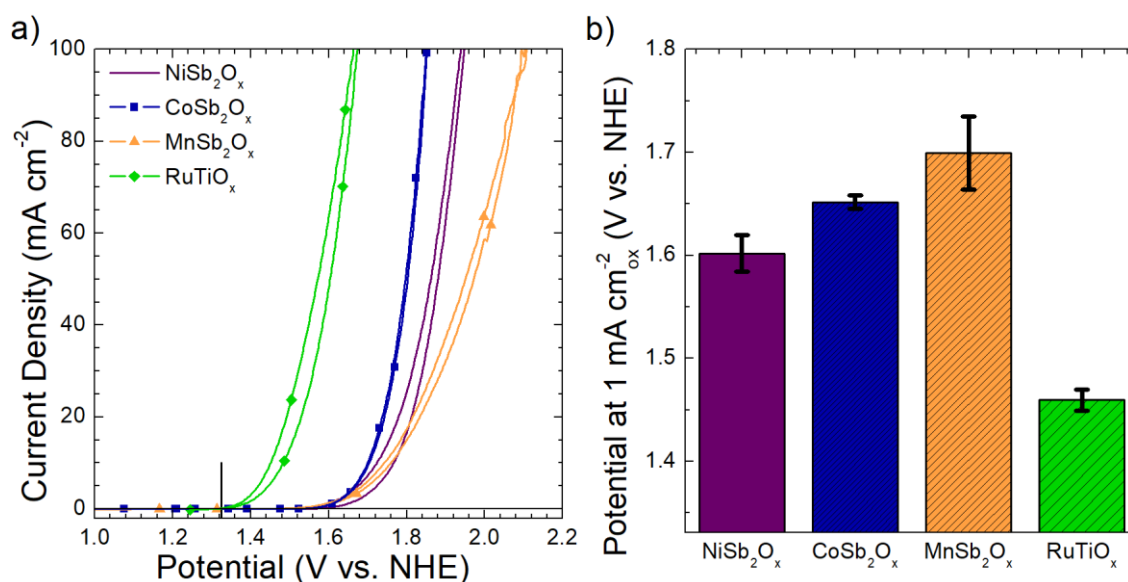 a)
Current Density (mA cm⁻²)
100
80
60
40
20
0
NiSb₂Oₓ
CoSb₂Oₓ
MnSb₂Oₓ
RuTiOₓ
1.0 1.2 1.4 1.6 1.8 2.0 2.2
Potential (V vs. NHE)
b)
Potential at 1 mA cm⁻²ₒₓ (V vs. NHE)
1.8
1.7
1.6
1.5
1.4
NiSb₂Oₓ CoSb₂Oₓ MnSb₂Oₓ RuTiOₓ